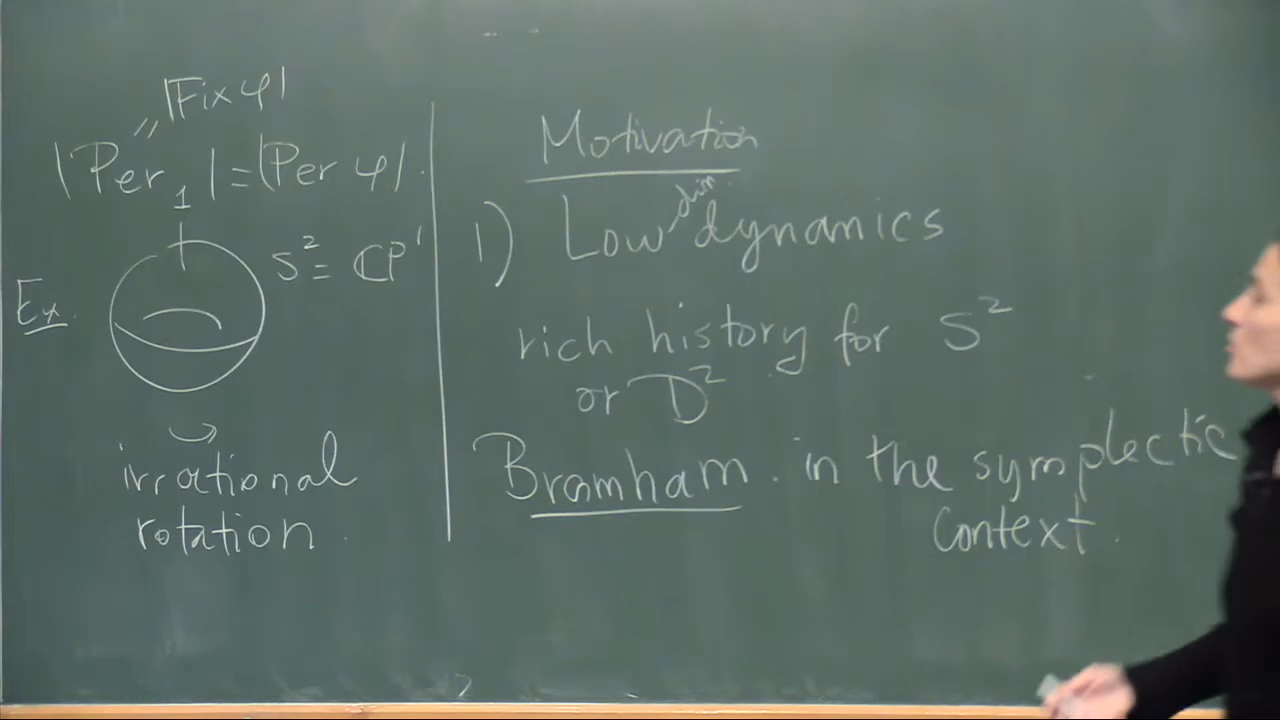 |Fix φ|
"
|Per₁| = |Per φ|.
Ex. S² = ℂP¹
irrational
rotation.
Motivation
1) Low dim. dynamics
rich history for S²
or D².
Bramham. in the symplectic
context.